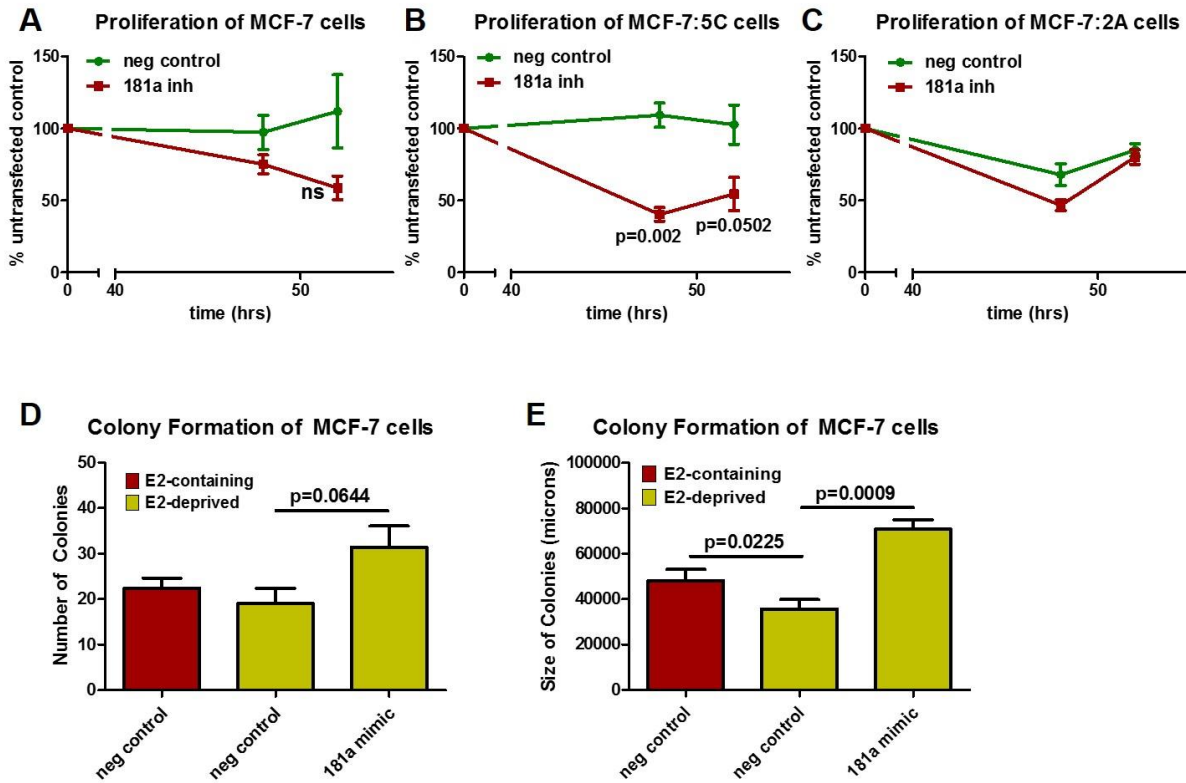 A
Proliferation of MCF-7 cells
neg control
181a inh
150
100
50
0
% untransfected control
ns
0
40
50
time (hrs)
B
Proliferation of MCF-7:5C cells
neg control
181a inh
150
100
50
0
% untransfected control
p=0.002
p=0.0502
0
40
50
time (hrs)
C
Proliferation of MCF-7:2A cells
neg control
181a inh
150
100
50
0
% untransfected control
0
40
50
time (hrs)
D
Colony Formation of MCF-7 cells
E2-containing
E2-deprived
p=0.0644
50
40
30
20
10
0
Number of Colonies
neg control
neg control
181a mimic
E
Colony Formation of MCF-7 cells
E2-containing
E2-deprived
p=0.0009
p=0.0225
100000
80000
60000
40000
20000
0
Size of Colonies (microns)
neg control
neg control
181a mimic